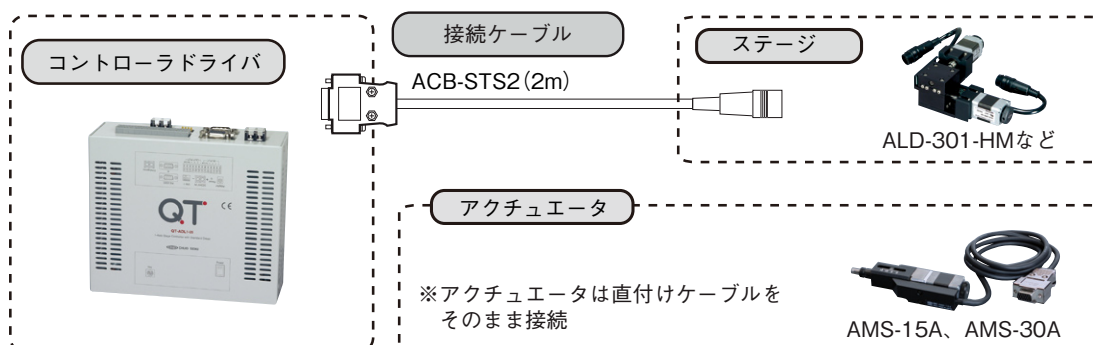 コントローラドライバ
QT
CE
接続ケーブル
ACB-STS2(2m)
ステージ
ALD-301-HMなど
アクチュエータ
※アクチュエータは直付けケーブルを
そのまま接続
AMS-15A、AMS-30A